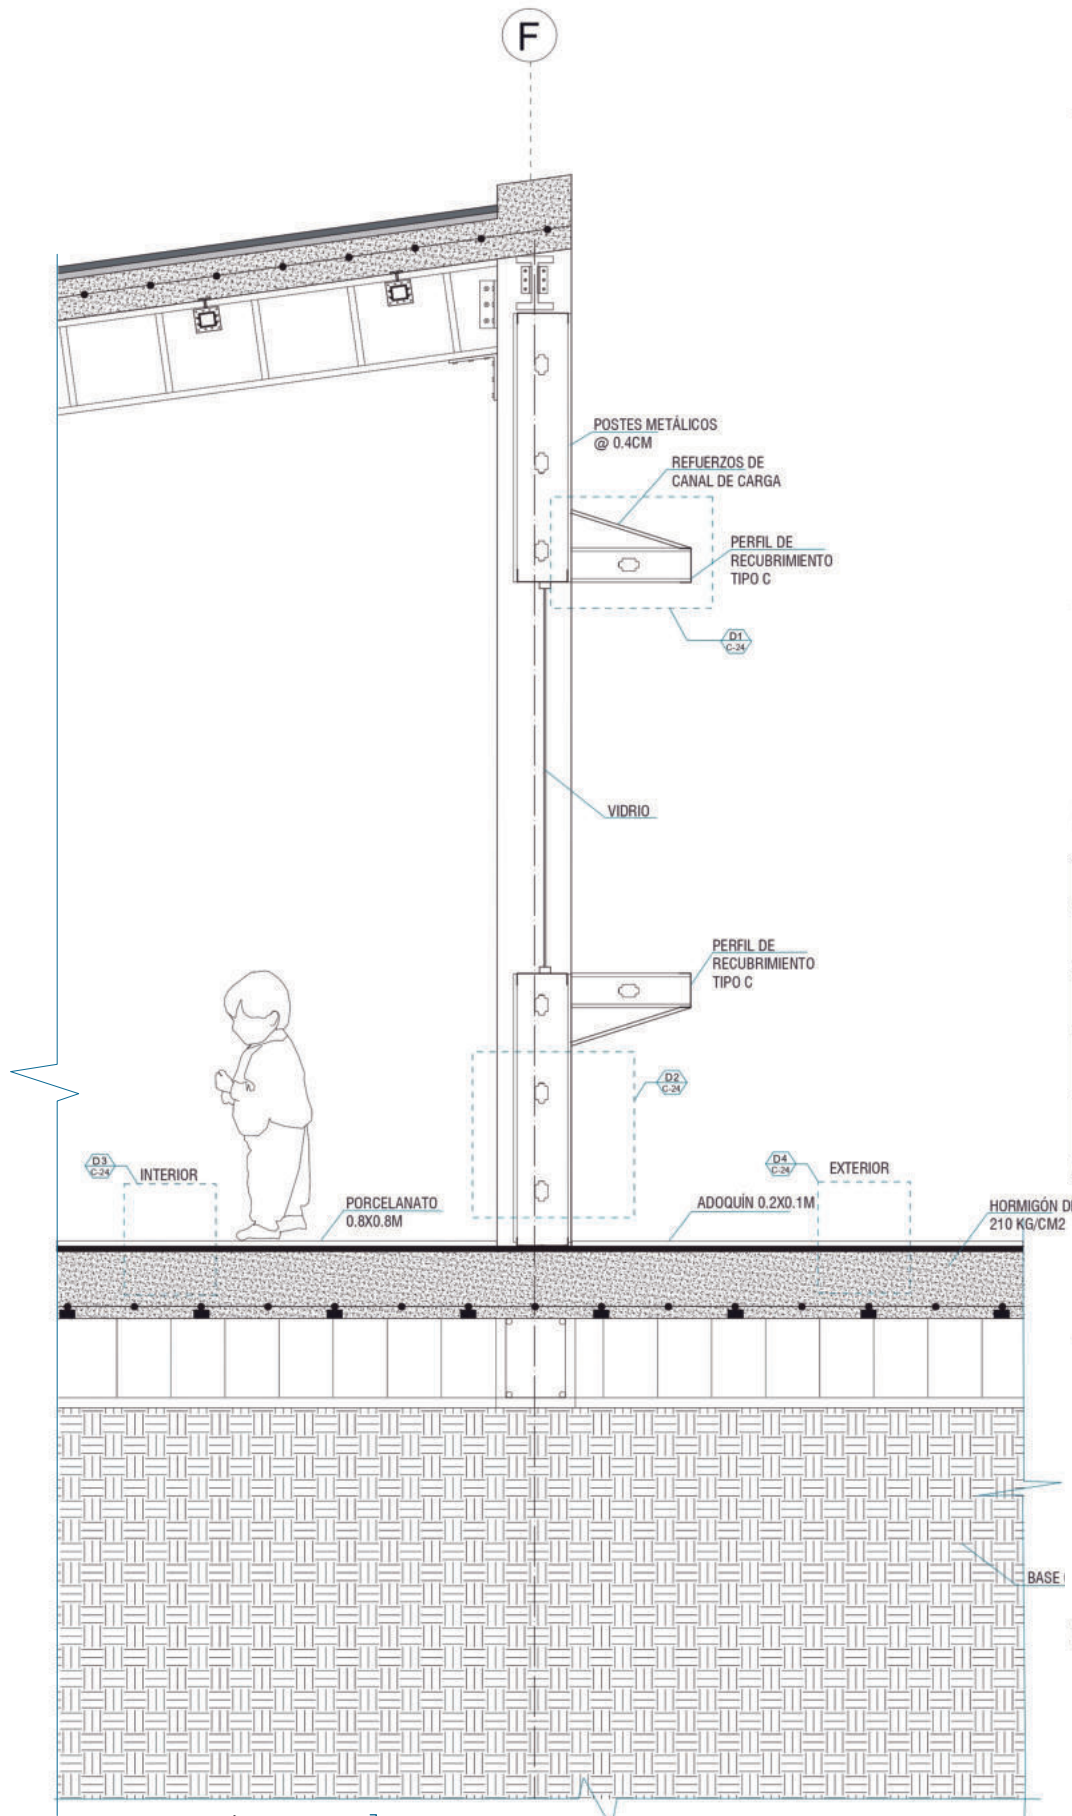 F
POSTES METÁLICOS
@ 0.4CM
REFUERZOS DE
CANAL DE CARGA
PERFIL DE
RECUBRIMIENTO
TIPO C
D1
C-24
VIDRIO
PERFIL DE
RECUBRIMIENTO
TIPO C
D2
C-24
D3
C-24
INTERIOR
D4
C-24
EXTERIOR
PORCELANATO
0.8X0.8M
ADOQUÍN 0.2X0.1M
HORMIGÓN
210 KG/CM2
BASE